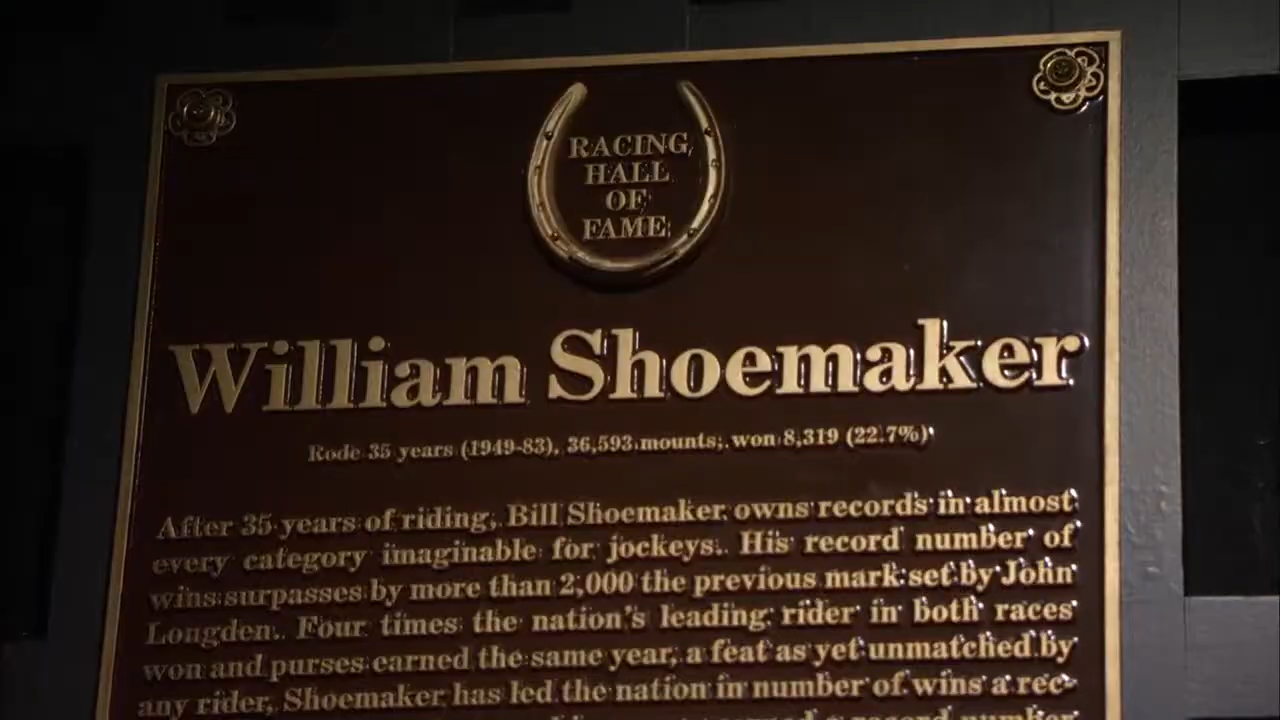 RACING
HALL
OF
FAME
William Shoemaker
Rode 35 years (1949-83), 36,593 mounts; won 8,319 (22.7%)
After 35 years of riding, Bill Shoemaker owns records in almost
every category imaginable for jockeys. His record number of
wins surpasses by more than 2,000 the previous mark set by John
Longden. Four times the nation's leading rider in both races
won and purses earned the same year, a feat as yet unmatched by
any rider, Shoemaker has led the nation in number of wins a rec-
record number